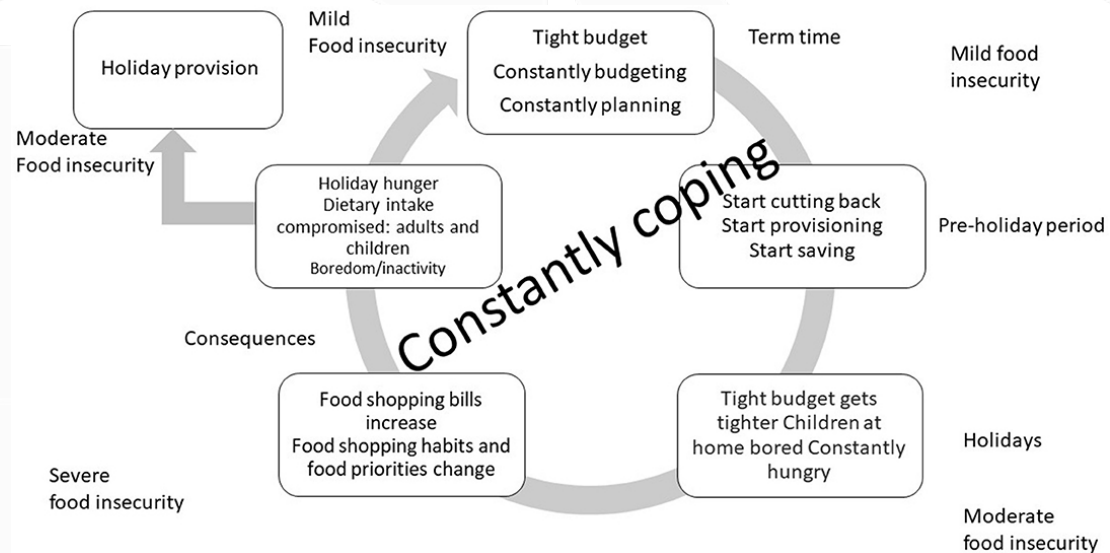 Holiday provision
Mild
Food insecurity
Tight budget
Constantly budgeting
Constantly planning
Term time
Mild food
insecurity
Moderate
Food insecurity
Holiday hunger
Dietary intake
compromised: adults and
children
Boredom/inactivity
Constantly coping
Start cutting back
Start provisioning
Start saving
Pre-holiday period
Consequences
Food shopping bills
increase
Food shopping habits and
food priorities change
Tight budget gets
tighter Children at
home bored Constantly
hungry
Holidays
Severe
food insecurity
Moderate
food insecurity